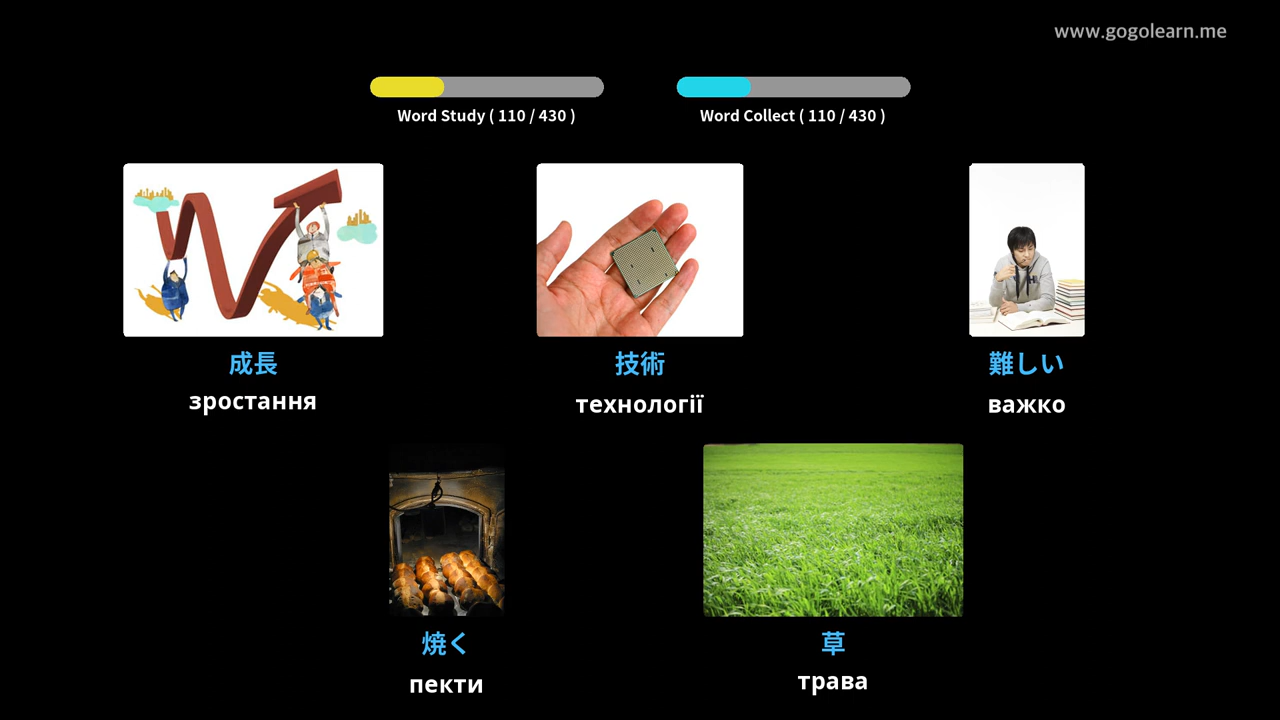 www.gogolearn.me
Word Study ( 110 / 430 )
Word Collect ( 110 / 430 )
成長
зростання
技術
технології
難しい
важко
焼く
пекти
草
трава